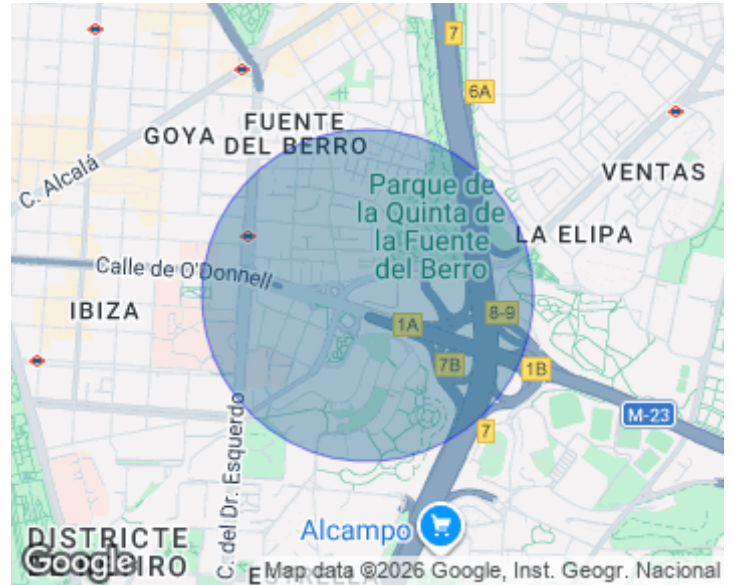 7
6A
GOYA
FUENTE
DEL BERRO
C. Alcalá
VENTAS
Parque de
la Quinta de
la Fuente
del Berro
LA ELIPA
Calle de O'Donnell
IBIZA
8-9
1A
7B
1B
M-23
7
C. del Dr. Esquerdo
Alcampo
DISTRICTE
Google
Map data ©2026 Google, Inst. Geogr. Nacional